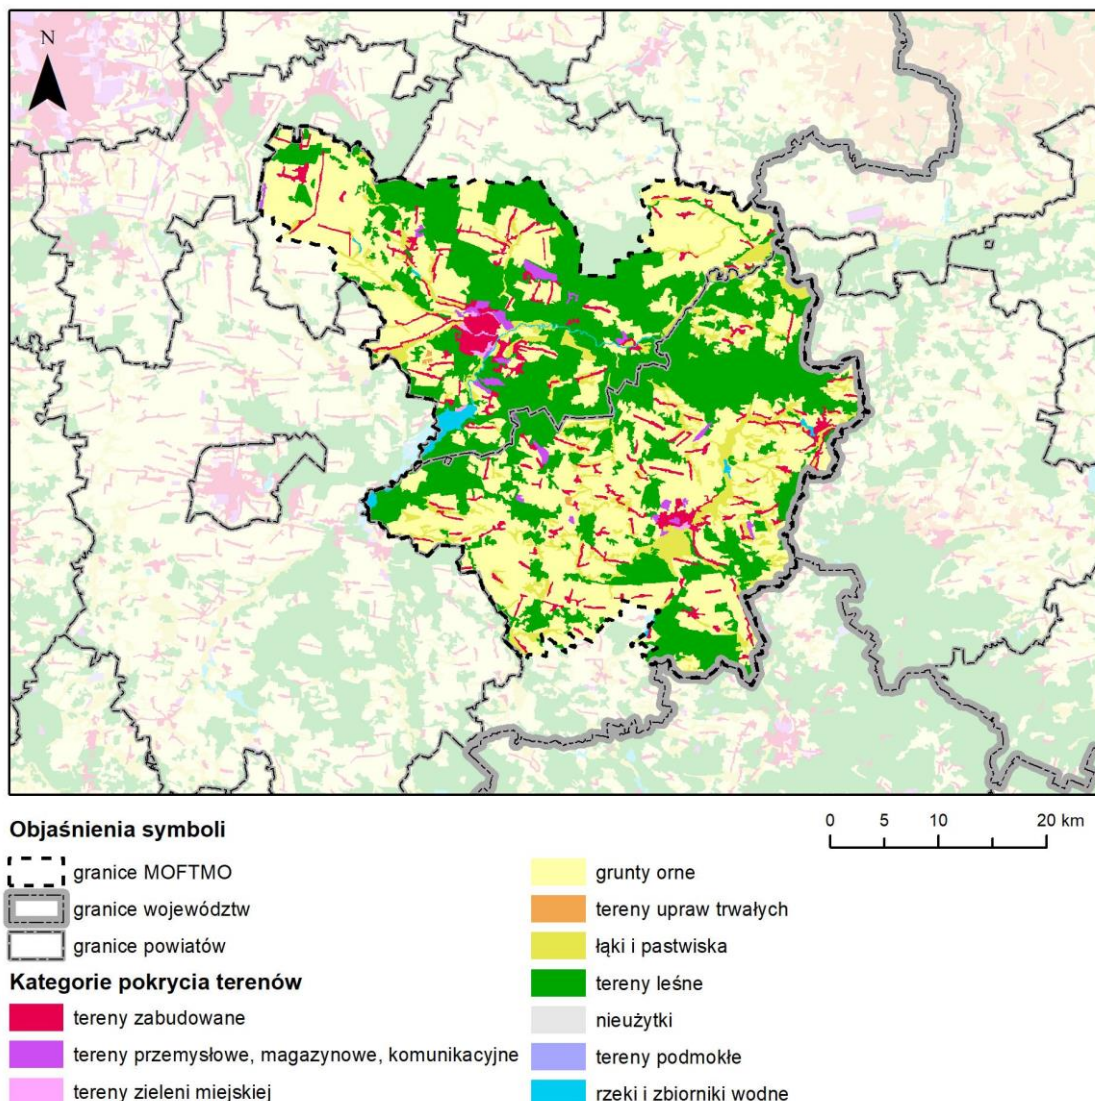 N
Objaśnienia symboli
0 5 10 20 km
granice MOFTMO
granice województw
granice powiatów
Kategorie pokrycia terenów
tereny zabudowane
tereny przemysłowe, magazynowe, komunikacyjne
tereny zieleni miejskiej
grunty orne
tereny upraw trwałych
łąki i pastwiska
tereny leśne
nieużytki
tereny podmokłe
rzeki i zbiorniki wodne